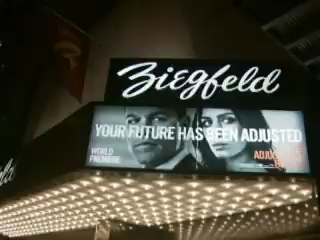 Ziegfeld
YOUR FUTURE HAS BEEN ADJUSTED
WORLD
PREMIERE